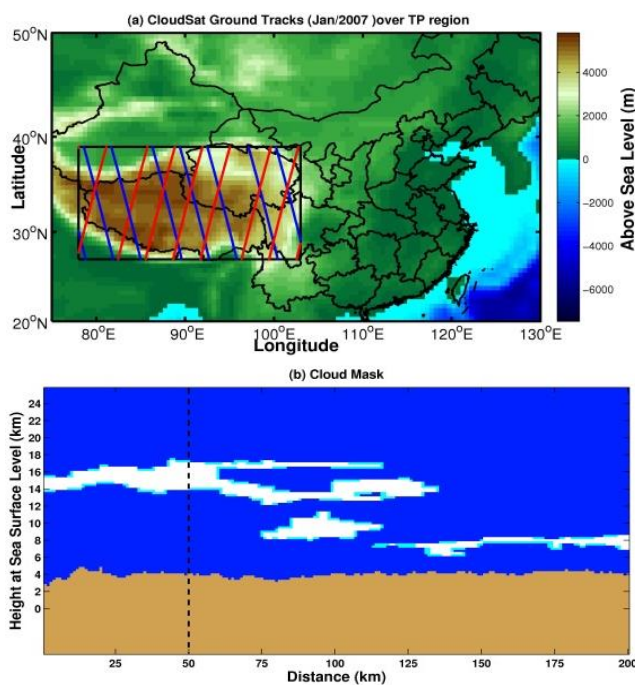 (a) CloudSat Ground Tracks (Jan/2007 )over TP region
50°N
40°N
30°N
20°N
Latitude
80°E 90°E 100°E 110°E 120°E 130°E
Longitude
4000
2000
0
-2000
-4000
-6000
Above Sea Level (m)
(b) Cloud Mask
24
22
20
18
16
14
12
10
8
6
4
2
0
Height at Sea Surface Level (km)
25 50 75 100 125 150 175 200
Distance (km)